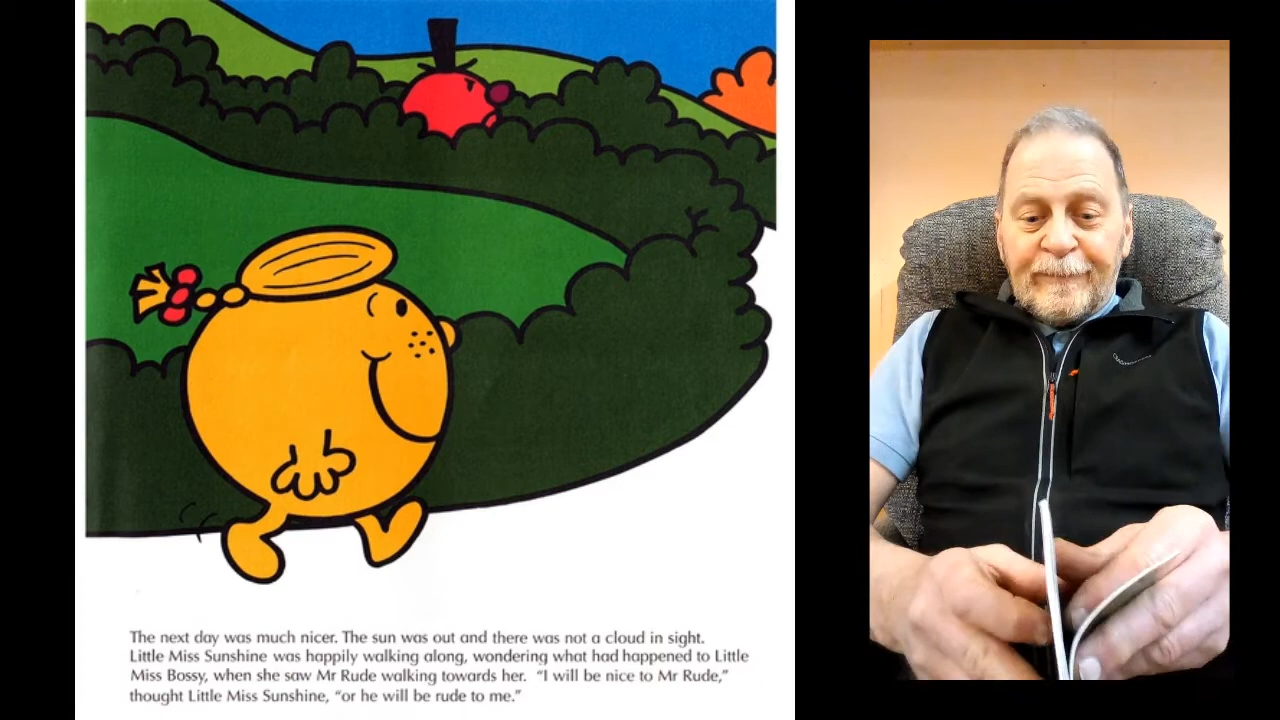 The next day was much nicer. The sun was out and there was not a cloud in sight.
Little Miss Sunshine was happily walking along, wondering what had happened to Little
Miss Bossy, when she saw Mr Rude walking towards her. “I will be nice to Mr Rude,”
thought Little Miss Sunshine, “or he will be rude to me.”